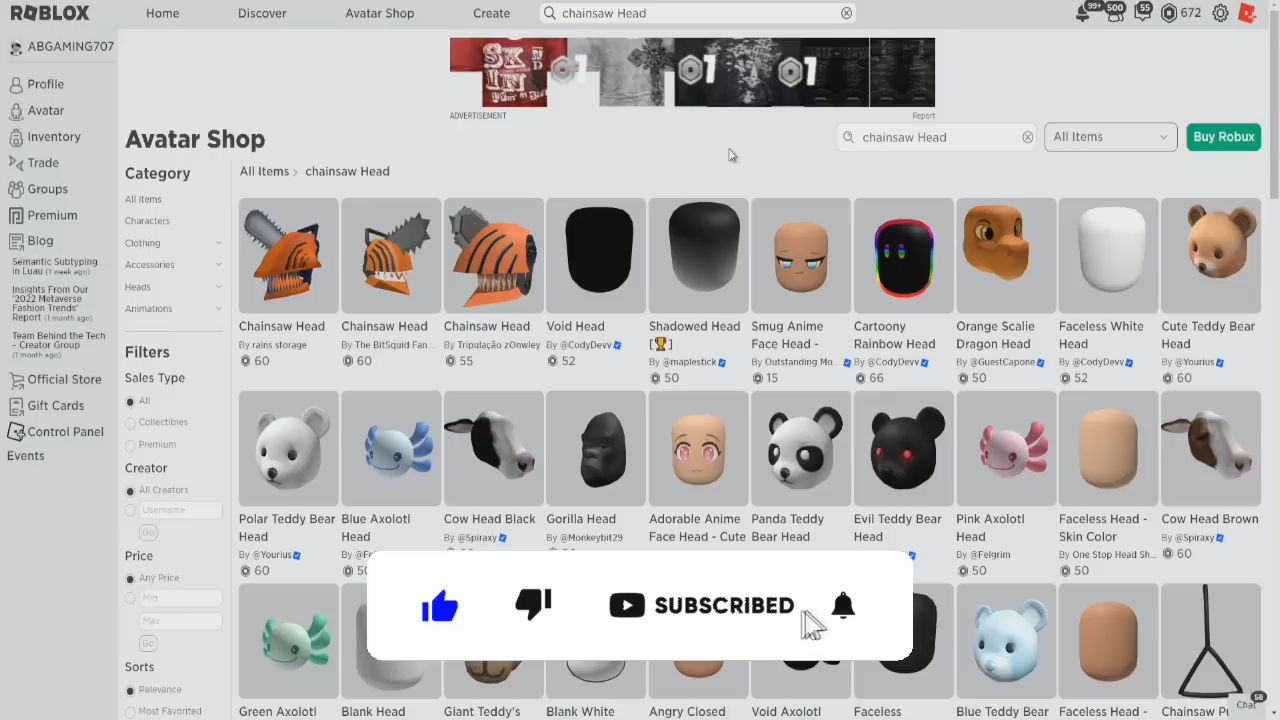 ROBLOX
Home
Discover
Avatar Shop
Create
chainsaw Head
99+
500
55
672
ABGAMING707
Profile
Avatar
Inventory
Trade
Groups
Premium
Blog
Semantic Subtyping
in Luau (1 week ago)
Insights From Our
'2022 Metaverse
Fashion Trends'
Report (1 month ago)
Team Behind the Tech
- Creator Group
(1 month ago)
Official Store
Gift Cards
Control Panel
Events
SK
IN
1
1
1
ADVERTISEMENT
Report
Avatar Shop
chainsaw Head
All Items
Buy Robux
Category
All Items
Characters
Clothing
Accessories
Heads
Animations
Filters
Sales Type
All
Collectibles
Premium
Creator
All Creators
Username
Go
Price
Any Price
Min
Max
Go
Sorts
Relevance
Most Favorited
All Items > chainsaw Head
Chainsaw Head
By rains storage
60
Chainsaw Head
By The BitSquid Fan...
60
Chainsaw Head
By Tripulação zOnwley
55
Void Head
By @CodyDevv
52
Shadowed Head
[🏆]
By @maplestick
50
Smug Anime
Face Head -
By Outstanding Mo...
15
Cartoony
Rainbow Head
By @CodyDevv
66
Orange Scalie
Dragon Head
By @GuestCapone
50
Faceless White
Head
By @CodyDevv
52
Cute Teddy Bear
Head
By @Yourius
60
Polar Teddy Bear
Head
By @Yourius
60
Blue Axolotl
Head
Cow Head Black
By @Spiraxy
Gorilla Head
By @Monkeybit29
Adorable Anime
Face Head - Cute
Panda Teddy
Bear Head
Evil Teddy Bear
Head
Pink Axolotl
Head
By @Felgrim
50
Faceless Head -
Skin Color
By One Stop Head Sh...
50
Cow Head Brown
By @Spiraxy
60
SUBSCRIBED
Green Axolotl
Blank Head
Giant Teddy's
Blank White
Angry Closed
Void Axolotl
Faceless
Blue Teddy Bear
Faceless Head -
Chainsaw Pu
Chat
58